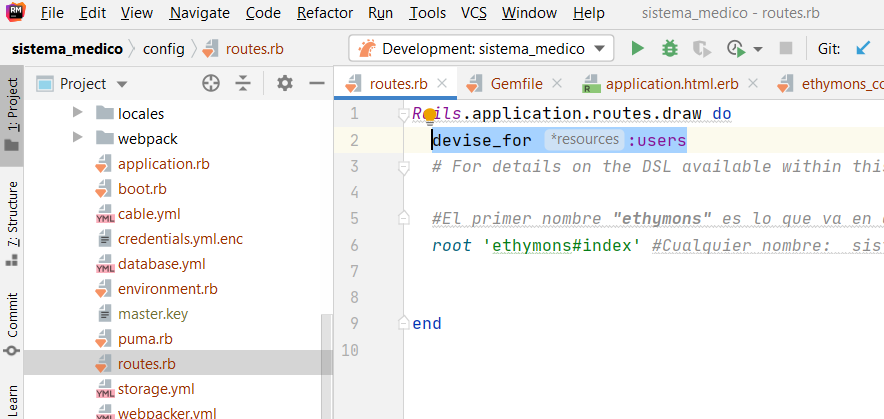 RM File Edit View Navigate Code Refactor Run Tools VCS Window Help sistema_medico - routes.rb
sistema_medico config routes.rb Development: sistema_medico Git:
1: Project
Project
routes.rb Gemfile application.html.erb ethymons_co
locales
webpack
application.rb
boot.rb
cable.yml
credentials.yml.enc
database.yml
environment.rb
master.key
puma.rb
routes.rb
storage.yml
webpacker.yml
Z: Structure
Commit
Learn
1 Rails.application.routes.draw do
2 devise_for *resources :users
3 # For details on the DSL available within this
4
5 #El primer nombre "ethymons" es lo que va en
6 root 'ethymons#index' #Cualquier nombre: sis
7
8
9 end
10